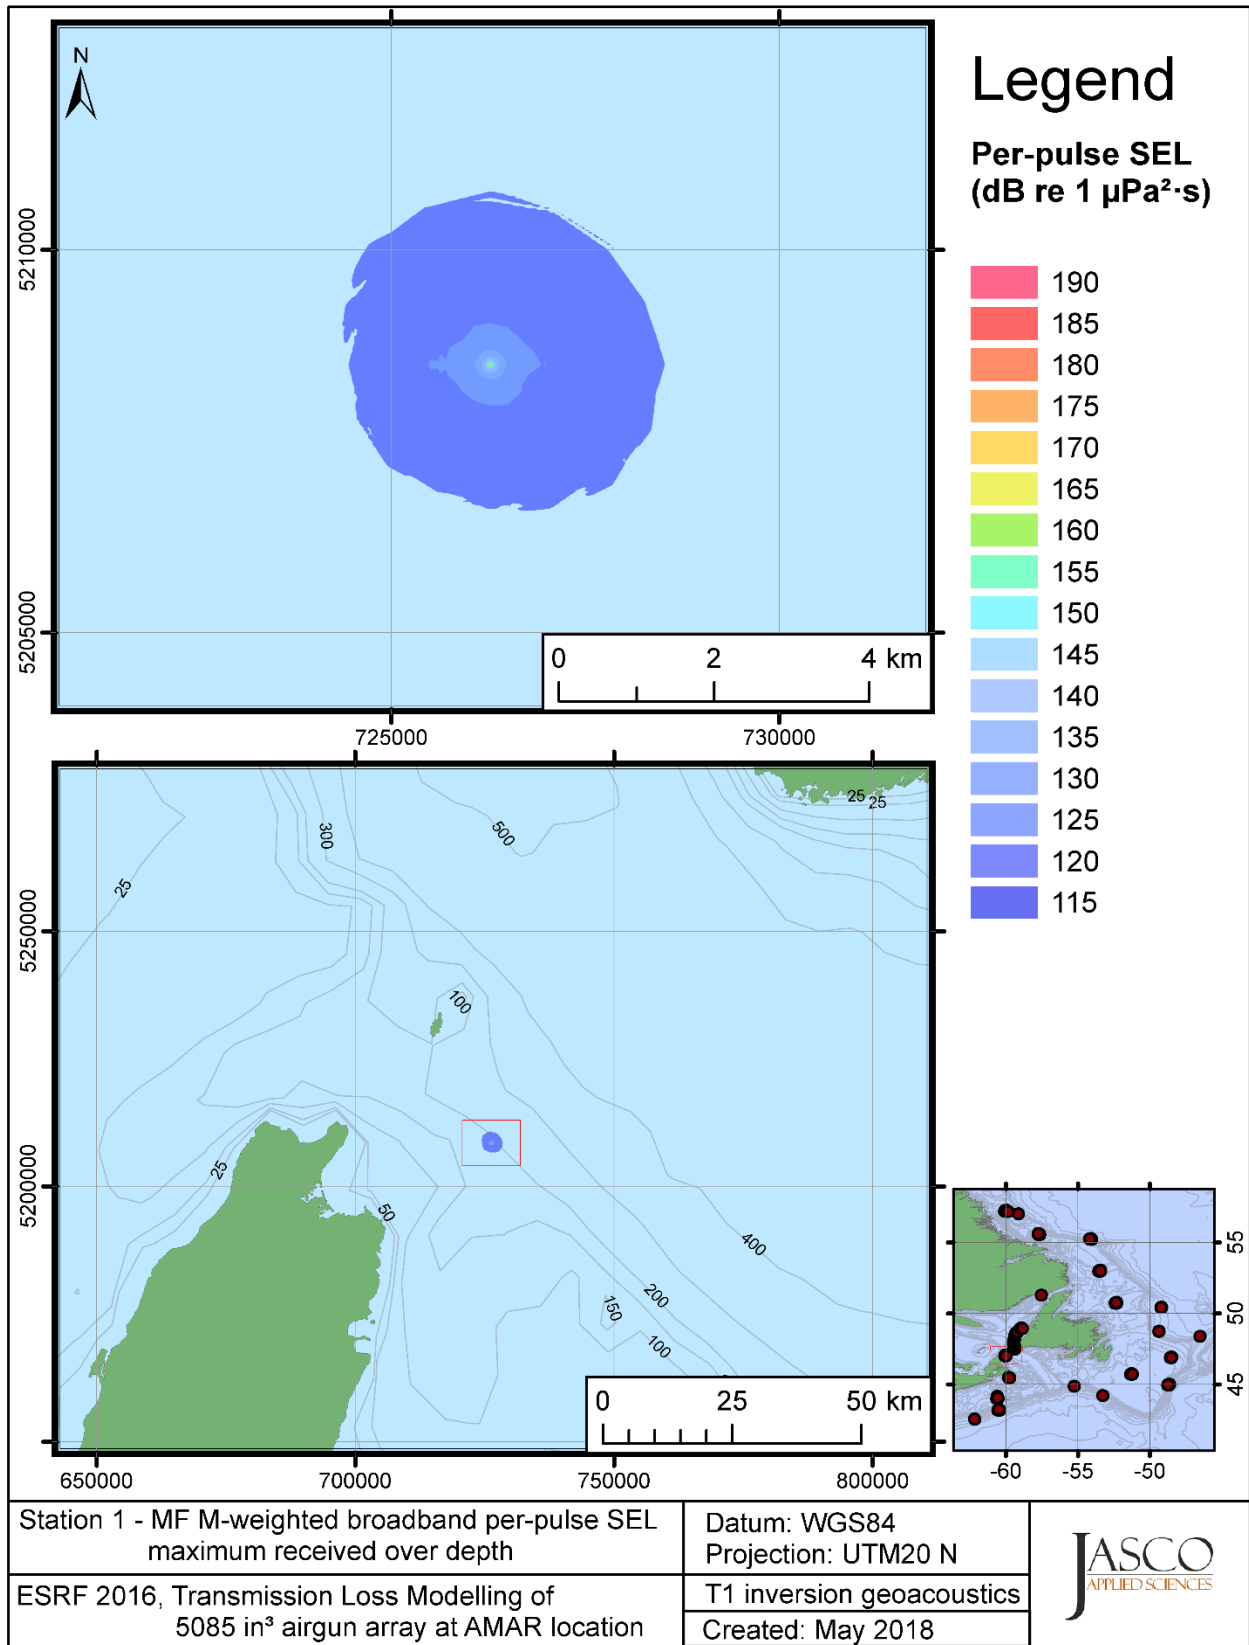 N
5210000
5205000
0 2 4 km
725000 730000
Legend
Per-pulse SEL
(dB re 1 µPa²·s)
190
185
180
175
170
165
160
155
150
145
140
135
130
125
120
115
300
500
25
25
25
100
25
50
400
200
150
100
5250000
5200000
0 25 50 km
650000 700000 750000 800000
55
50
45
-60 -55 -50
Station 1 - MF M-weighted broadband per-pulse SEL
maximum received over depth
ESRF 2016, Transmission Loss Modelling of
5085 in³ airgun array at AMAR location
Datum: WGS84
Projection: UTM20 N
T1 inversion geoacoustics
Created: May 2018
JASCO
APPLIED SCIENCES